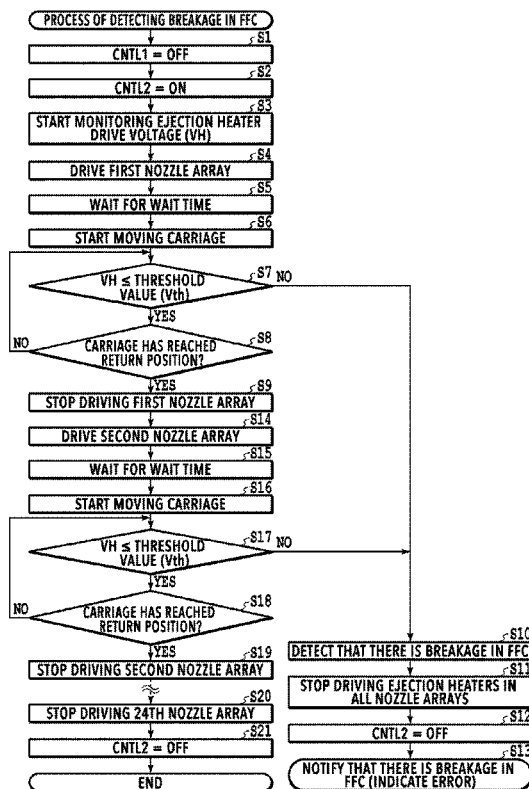 PROCESS OF DETECTING BREAKAGE IN FFC
S1
CNTL1 = OFF
S2
CNTL2 = ON
S3
START MONITORING EJECTION HEATER
DRIVE VOLTAGE (VH)
S4
DRIVE FIRST NOZZLE ARRAY
S5
WAIT FOR WAIT TIME
S6
START MOVING CARRIAGE
S7
VH ≤ THRESHOLD
VALUE (Vth)
NO
YES
S8
CARRIAGE HAS REACHED
RETURN POSITION?
NO
YES
S9
STOP DRIVING FIRST NOZZLE ARRAY
S14
DRIVE SECOND NOZZLE ARRAY
S15
WAIT FOR WAIT TIME
S16
START MOVING CARRIAGE
S17
VH ≤ THRESHOLD
VALUE (Vth)
NO
YES
S18
CARRIAGE HAS REACHED
RETURN POSITION?
NO
YES
S19
STOP DRIVING SECOND NOZZLE ARRAY
S20
STOP DRIVING 24TH NOZZLE ARRAY
S21
CNTL2 = OFF
END
S10
DETECT THAT THERE IS BREAKAGE IN FFC
S11
STOP DRIVING EJECTION HEATERS IN
ALL NOZZLE ARRAYS
S12
CNTL2 = OFF
S13
NOTIFY THAT THERE IS BREAKAGE IN
FFC (INDICATE ERROR)